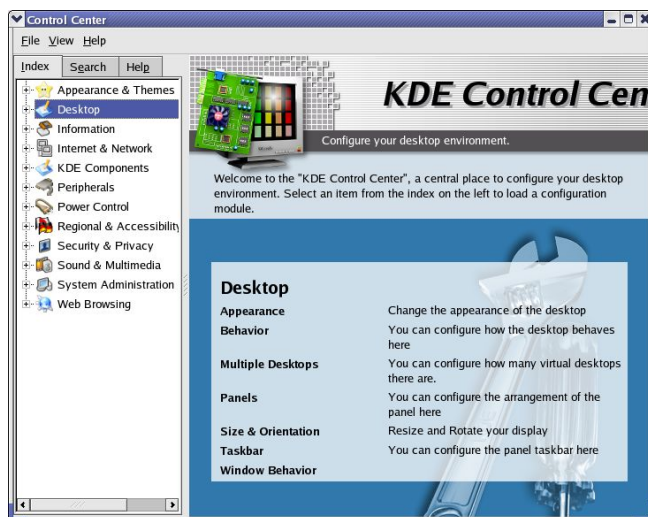 Control Center
File View Help
Index Search Help
Appearance & Themes
Desktop
Information
Internet & Network
KDE Components
Peripherals
Power Control
Regional & Accessibility
Security & Privacy
Sound & Multimedia
System Administration
Web Browsing
KDE Control Cen
Configure your desktop environment.
Welcome to the "KDE Control Center", a central place to configure your desktop
environment. Select an item from the index on the left to load a configuration
module.
Desktop
Appearance Change the appearance of the desktop
Behavior You can configure how the desktop behaves
here
Multiple Desktops You can configure how many virtual desktops
there are.
Panels You can configure the arrangement of the
panel here
Size & Orientation Resize and Rotate your display
Taskbar You can configure the panel taskbar here
Window Behavior